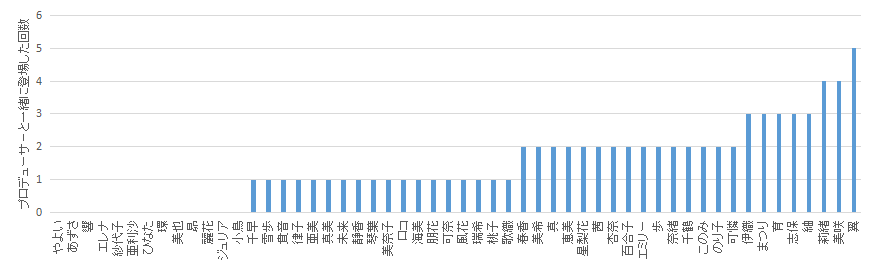 プロデューサーと一緒に登場した回数
6
5
4
3
2
1
0
やよい
あずさ
響
エレナ
紗代子
亜利沙
ひなた
環
美也
昴
麗花
ジュリア
小鳥
千早
雪歩
貴音
律子
亜美
真美
未来
静香
琴葉
美奈子
ロコ
海美
朋花
可奈
風花
瑞希
桃子
歌織
春香
美希
真
恵美
星梨花
茜
杏奈
百合子
エミリー
歩
奈緒
千鶴
このみ
のり子
可憐
伊織
まつり
育
志保
紬
莉緒
美咲
翼